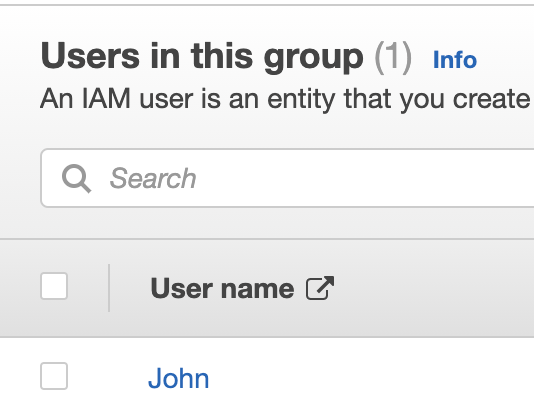 Users in this group (1) Info
An IAM user is an entity that you create
Search
User name
John